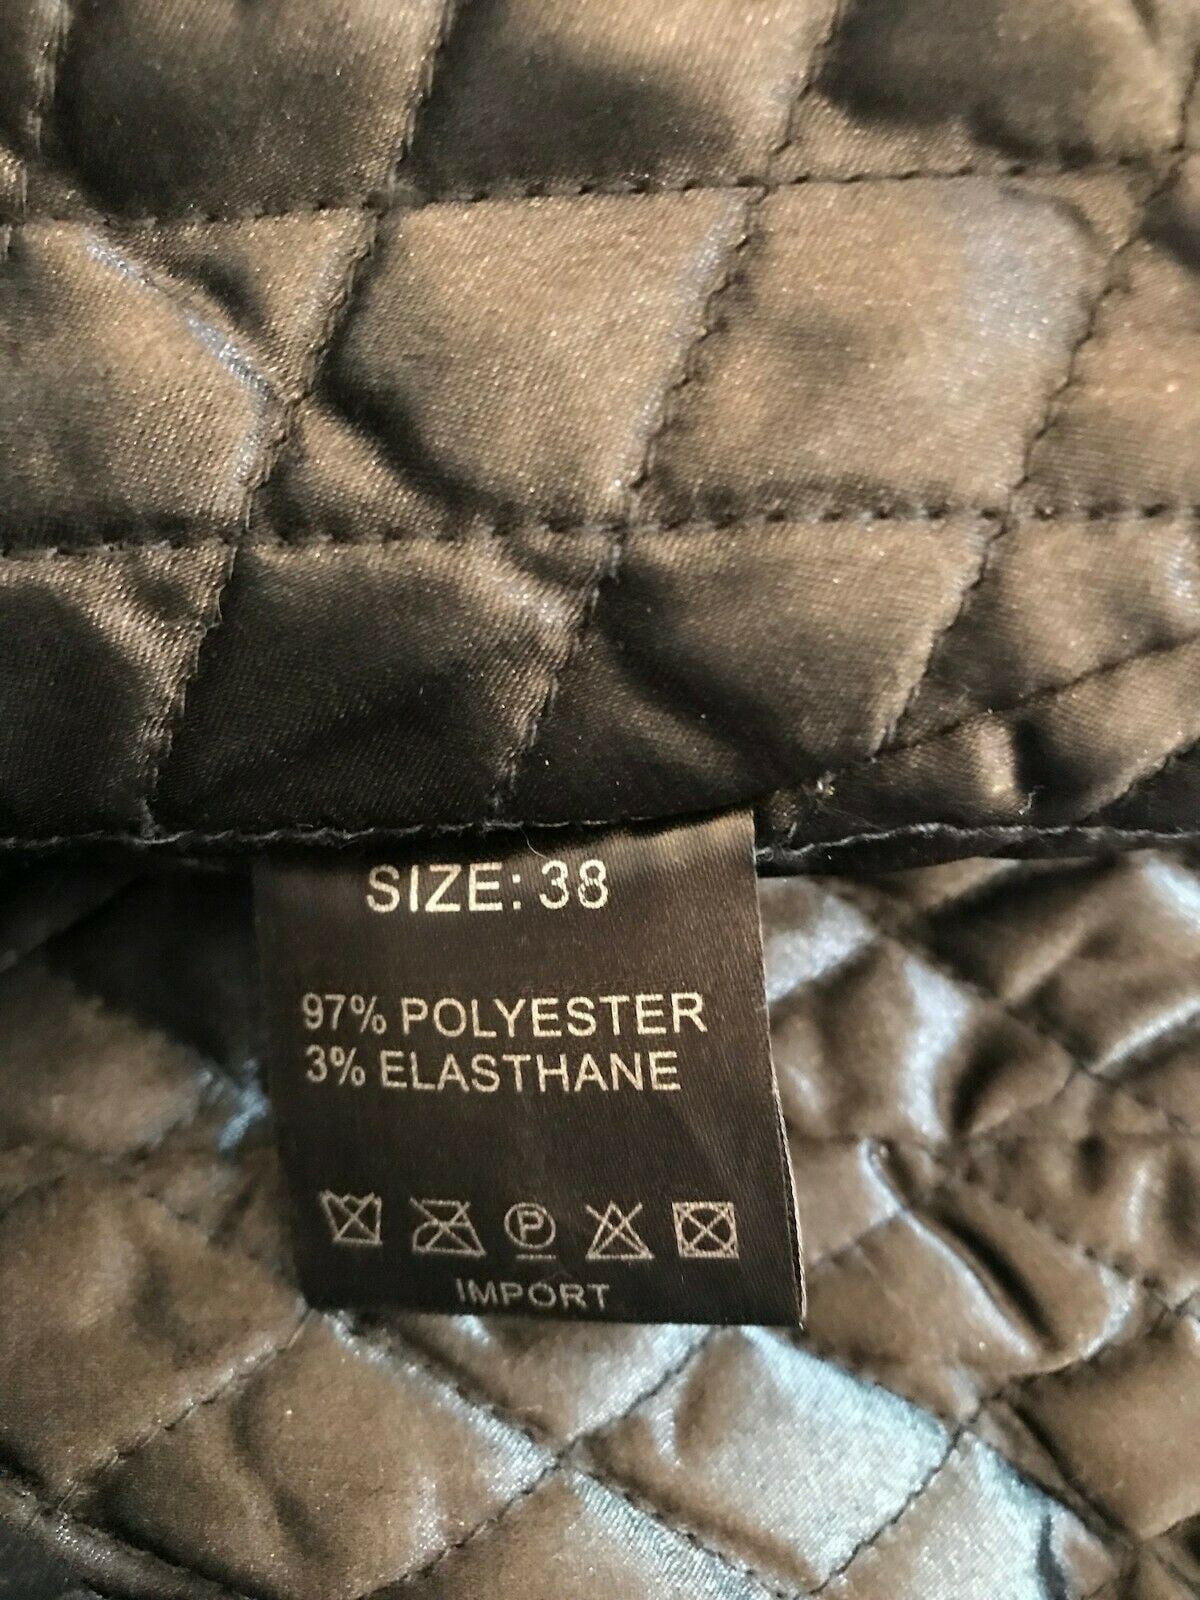 SIZE: 38
97% POLYESTER
3% ELASTHANE
P
IMPORT